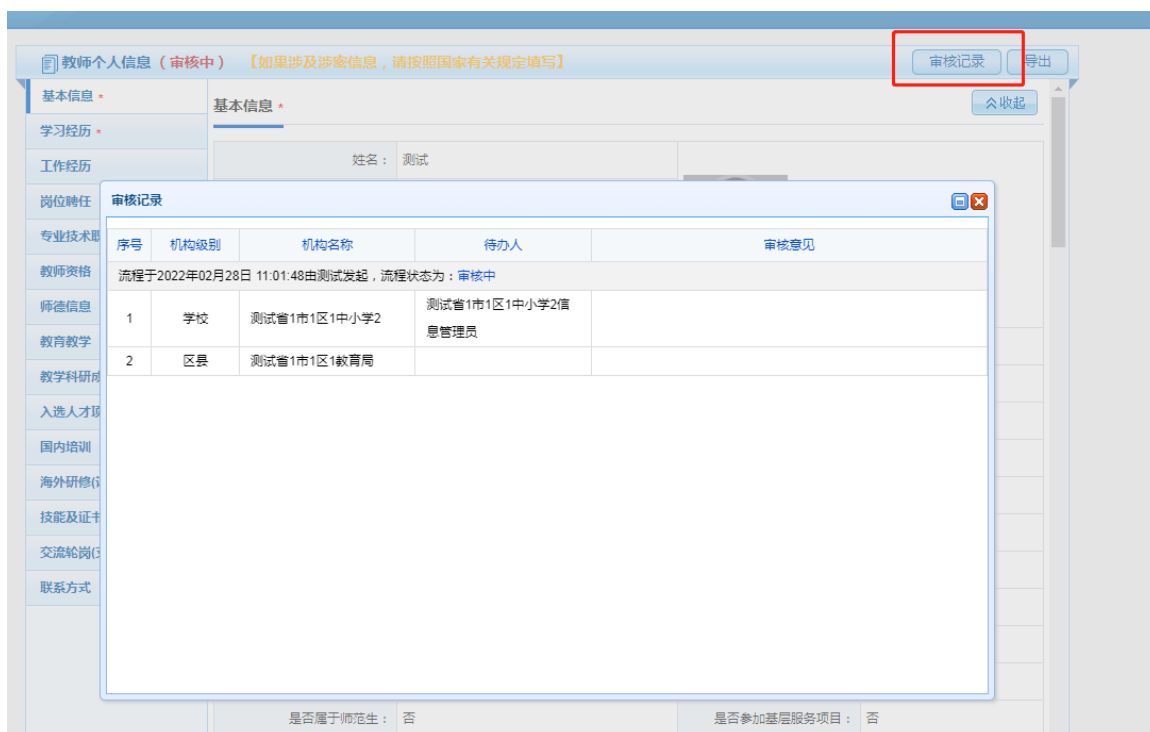 教师个人信息（审核中） 【如果涉及涉密信息，请按照国家有关规定填写】 审核记录 导出
基本信息 *
基本信息 *
收起
学习经历 *
工作经历
姓名： 测试
岗位聘任
专业技术职
教师资格
师德信息
教育教学
教学科研成
入选人才项
国内培训
海外研修(
技能及证书
交流轮岗(
联系方式
审核记录
序号 机构级别 机构名称 待办人 审核意见
流程于2022年02月28日 11:01:48由测试发起，流程状态为：审核中
1 学校 测试省1市1区1中小学2 测试省1市1区1中小学2信
息管理员
2 区县 测试省1市1区1教育局
是否属于师范生： 否 是否参加基层服务项目： 否